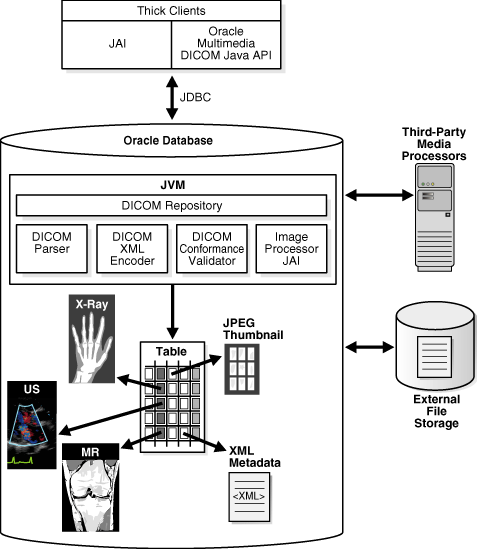 Thick Clients
JAI
Oracle
Multimedia
DICOM Java API
JDBC
Oracle Database
Third-Party
Media
Processors
JVM
DICOM Repository
DICOM
Parser
DICOM
XML
Encoder
DICOM
Conformance
Validator
Image
Processor
JAI
X-Ray
JPEG
Thumbnail
Table
US
MR
XML
Metadata
<XML>
External
File
Storage